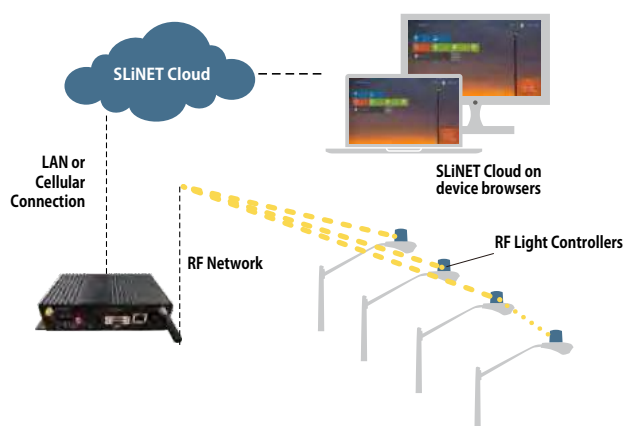 SLiNET Cloud
LAN or
Cellular
Connection
SLiNET Cloud on
device browsers
RF Network
RF Light Controllers